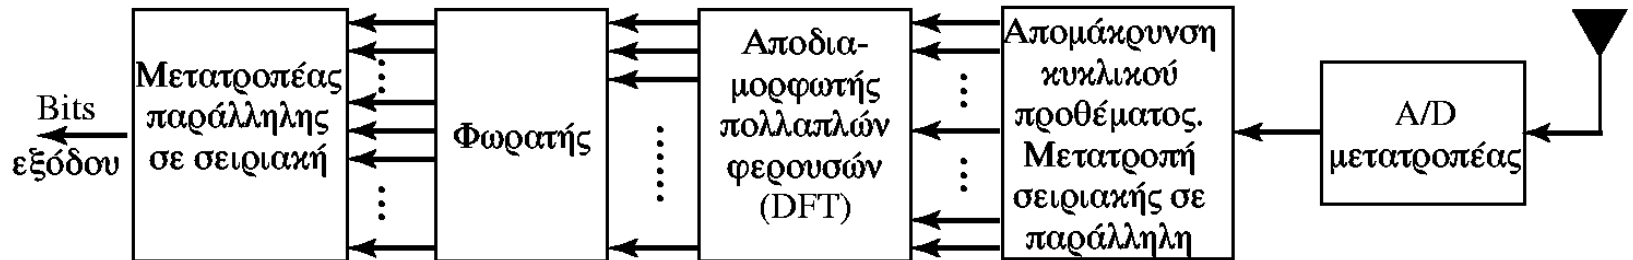 Bits
εξόδου
Μετατροπέας
παράλληλης
σε σειριακή
Φωρατής
Αποδια-
μορφωτής
πολλαπλών
φερουσών
(DFT)
Απομάκρυνση
κυκλικού
προθέματος.
Μετατροπή
σειριακής σε
παράλληλη
A/D
μετατροπέας